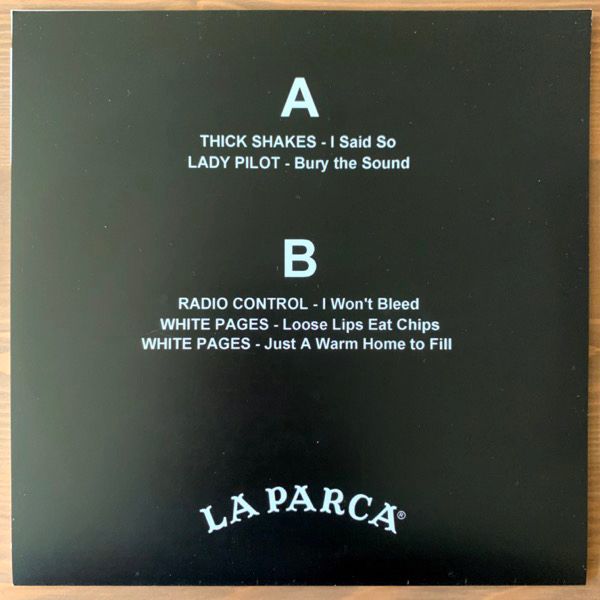 A
THICK SHAKES - I Said So
LADY PILOT - Bury the Sound
B
RADIO CONTROL - I Won't Bleed
WHITE PAGES - Loose Lips Eat Chips
WHITE PAGES - Just A Warm Home to Fill
LA PARCA®